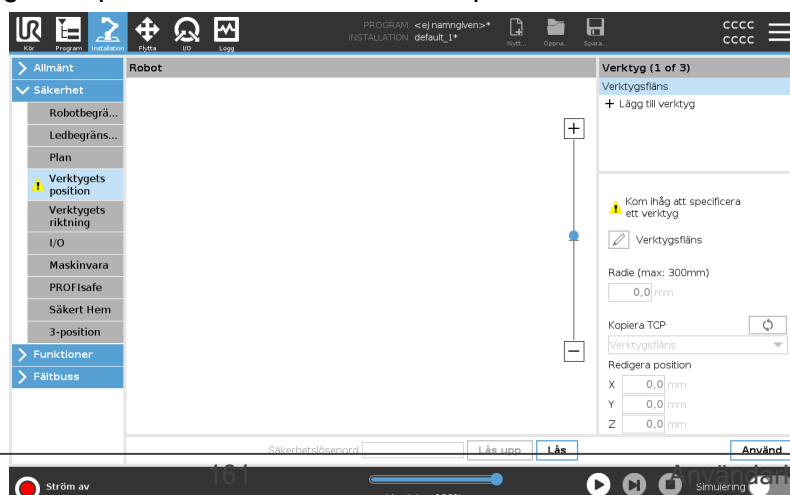 UR
PROGRAM <ej namngiven>*
INSTALLATION default_1*
Kör
Program
Installation
Flytta
I/O
Logg
Nytt...
Öppna...
Spara...
CCCC
CCCC
Allmänt
Säkerhet
Robotbegrä...
Ledbegräns...
Plan
Verktygets
position
Verktygets
riktning
I/O
Maskinvara
PROFIsafe
Säkert Hem
3-position
Funktioner
Fältbuss
Robot
Verktyg (1 of 3)
Verktygsfläns
+ Lägg till verktyg
Kom ihåg att specificera
ett verktyg
Verktygsfläns
Radie (max: 300mm)
0,0 mm
Kopiera TCP
Verktygsfläns
Redigera position
X 0,0 mm
Y 0,0 mm
Z 0,0 mm
Säkerhetslösenord
Lås upp
Lås
Använd
161
Ström av
Simulering